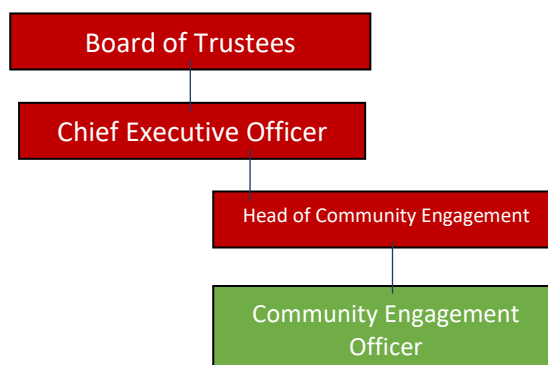 Board of Trustees
Chief Executive Officer
Head of Community Engagement
Community Engagement
Officer